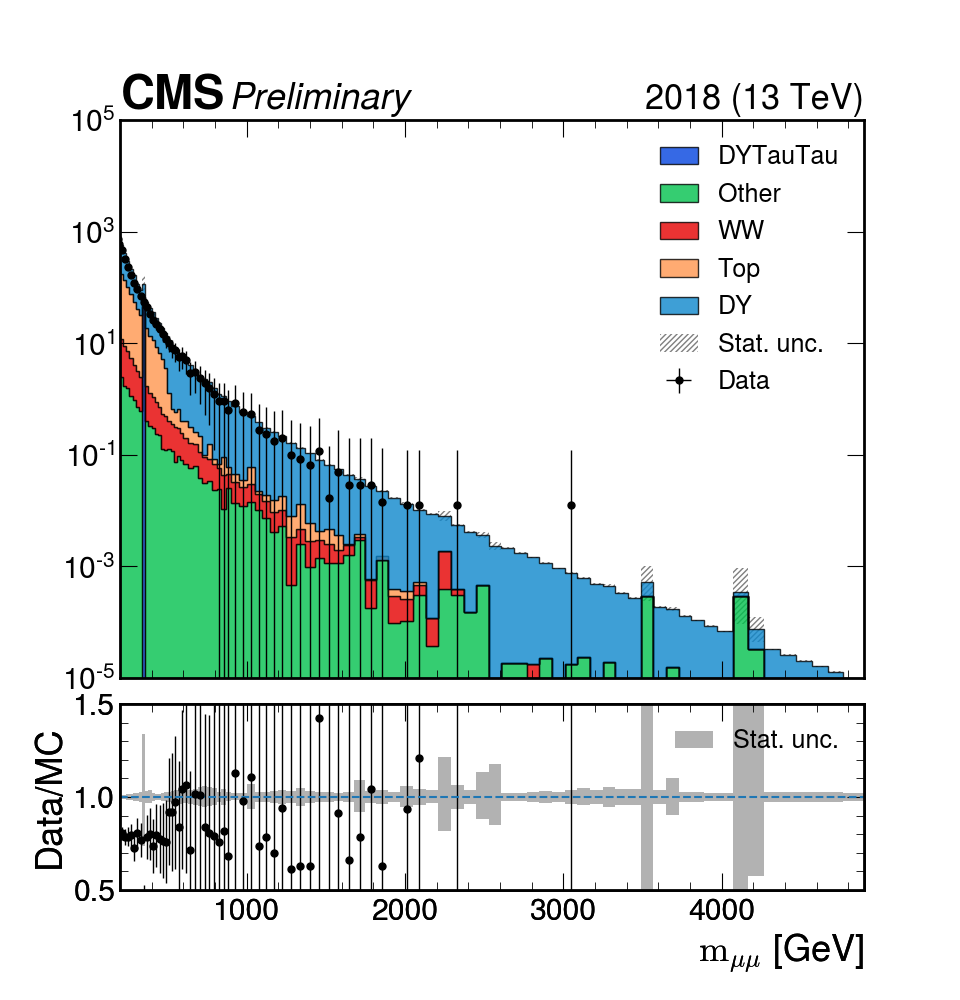 CMS Preliminary 2018 (13 TeV)
10^5
DYTauTau
Other
10^3
WW
Top
DY
10^1
Stat. unc.
Data
10^-1
10^-3
10^-5
1.5
Stat. unc.
Data/MC
1.0
0.5
1000 2000 3000 4000
m_μμ [GeV]